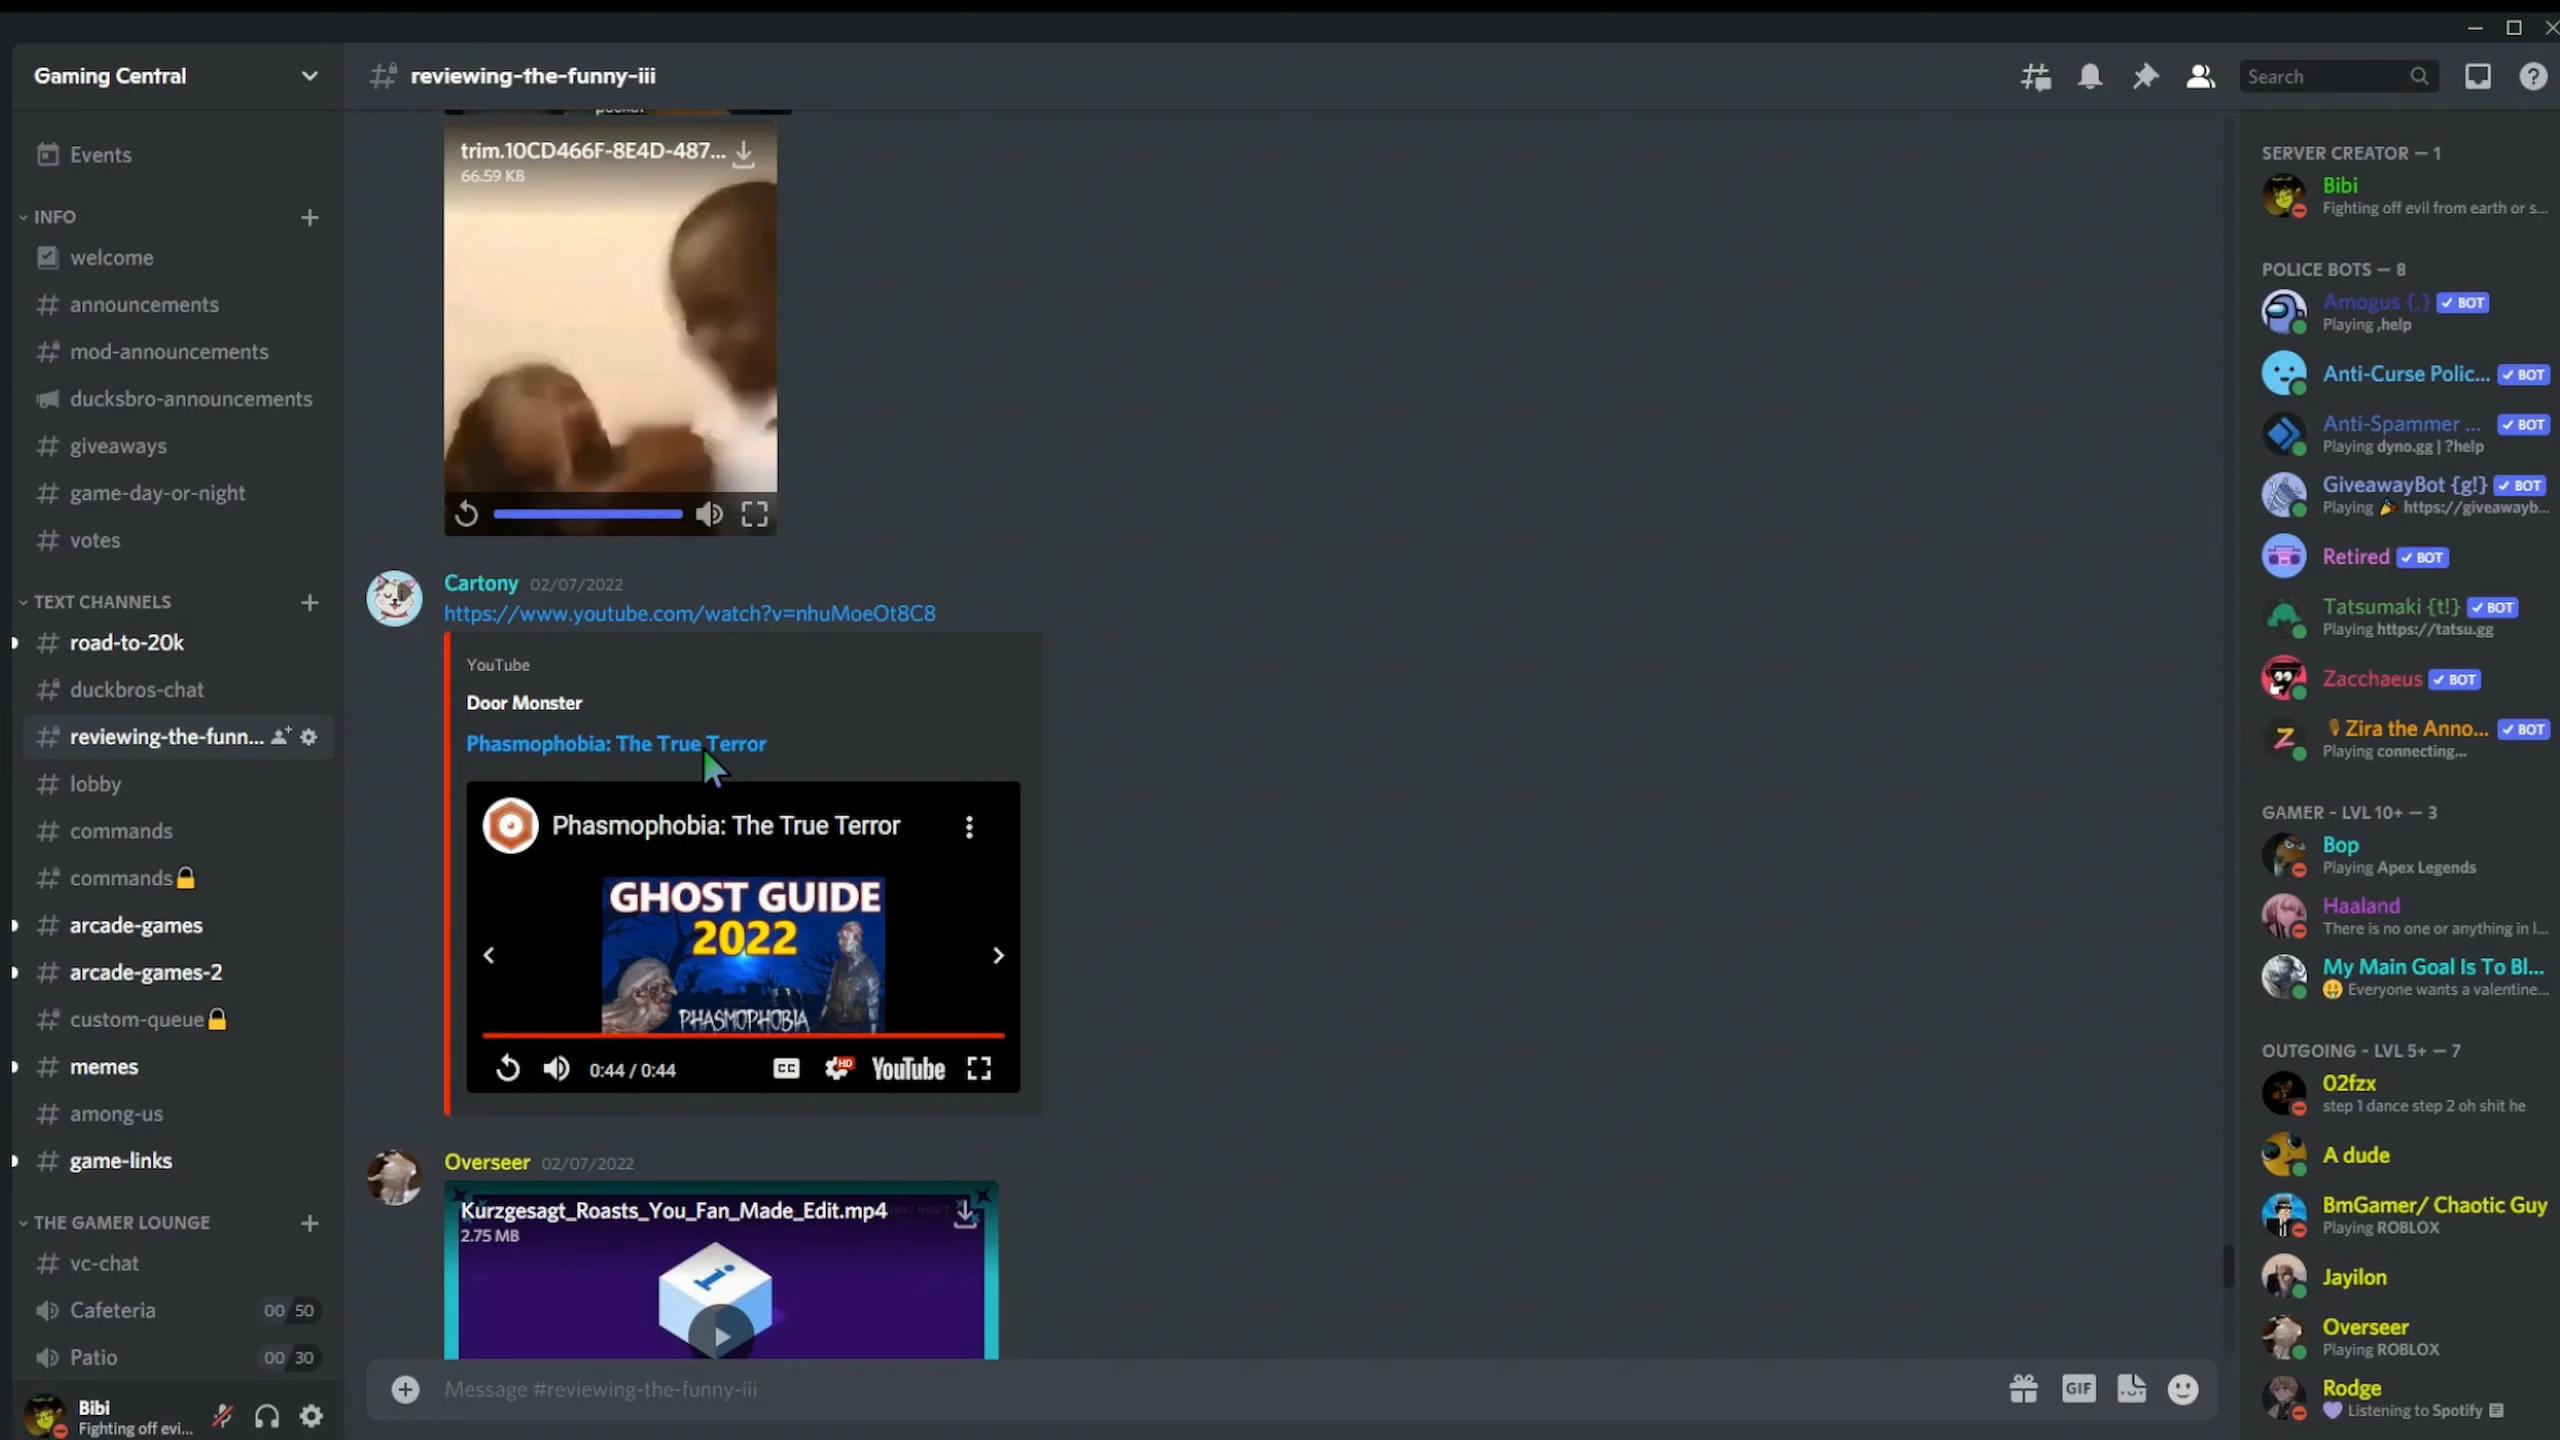 Gaming Central
Events
INFO
welcome
announcements
mod-announcements
ducksbro-announcements
giveaways
game-day-or-night
votes
TEXT CHANNELS
road-to-20k
duckbros-chat
reviewing-the-funn...
lobby
commands
commands🔒
arcade-games
arcade-games-2
custom-queue🔒
memes
among-us
game-links
THE GAMER LOUNGE
vc-chat
Cafeteria 00 50
Patio 00 30
Bibi
Fighting off evi...
reviewing-the-funny-iii
Search
pocket
trim.10CD466F-8E4D-487...
66.59 KB
Cartony 02/07/2022
https://www.youtube.com/watch?v=nhuMoeOt8C8
YouTube
Door Monster
Phasmophobia: The True Terror
Phasmophobia: The True Terror
GHOST GUIDE
2022
PHASMOPHOBIA
0:44 / 0:44 CC HD YouTube
Overseer 02/07/2022
Kurzgesagt_Roasts_You_Fan_Made_Edit.mp4
2.75 MB
i
Message #reviewing-the-funny-iii
GIF
SERVER CREATOR — 1
Bibi
Fighting off evil from earth or s...
POLICE BOTS — 8
Amogus {,} ✓ BOT
Playing ,help
Anti-Curse Polic... ✓ BOT
Anti-Spammer ... ✓ BOT
Playing dyno.gg | ?help
GiveawayBot {g!} ✓ BOT
Playing 🎉 https://giveawayb...
Retired ✓ BOT
Tatsumaki {t!} ✓ BOT
Playing https://tatsu.gg
Zacchaeus ✓ BOT
Z
Zira the Anno... ✓ BOT
Playing connecting...
GAMER - LVL 10+ — 3
Bop
Playing Apex Legends
Haaland
There is no one or anything in l...
My Main Goal Is To Bl...
Everyone wants a valentine...
OUTGOING - LVL 5+ — 7
02fzx
step 1 dance step 2 oh shit he
A dude
BmGamer/ Chaotic Guy
Playing ROBLOX
Jayilon
Overseer
Playing ROBLOX
Rodge
💜 Listening to Spotify